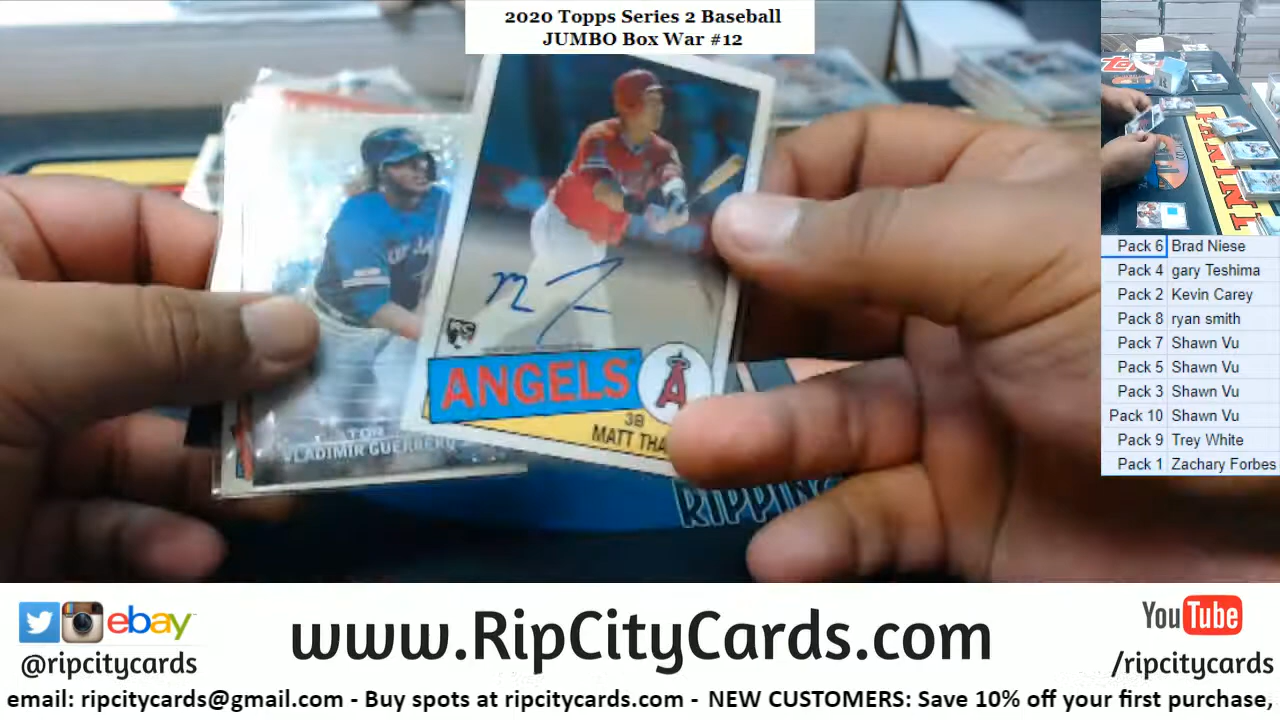 2020 Topps Series 2 Baseball
JUMBO Box War #12
RC
ANGELS
A
3B
MATT
VLADIMIR
RIPPING
PANINI
Pack 6 Brad Niese
Pack 4 gary Teshima
Pack 2 Kevin Carey
Pack 8 ryan smith
Pack 7 Shawn Vu
Pack 5 Shawn Vu
Pack 3 Shawn Vu
Pack 10 Shawn Vu
Pack 9 Trey White
Pack 1 Zachary Forbes
ebay
@ripcitycards
www.RipCityCards.com
YouTube
/ripcitycards
email: ripcitycards@gmail.com - Buy spots at ripcitycards.com - NEW CUSTOMERS: Save 10% off your first purchase,